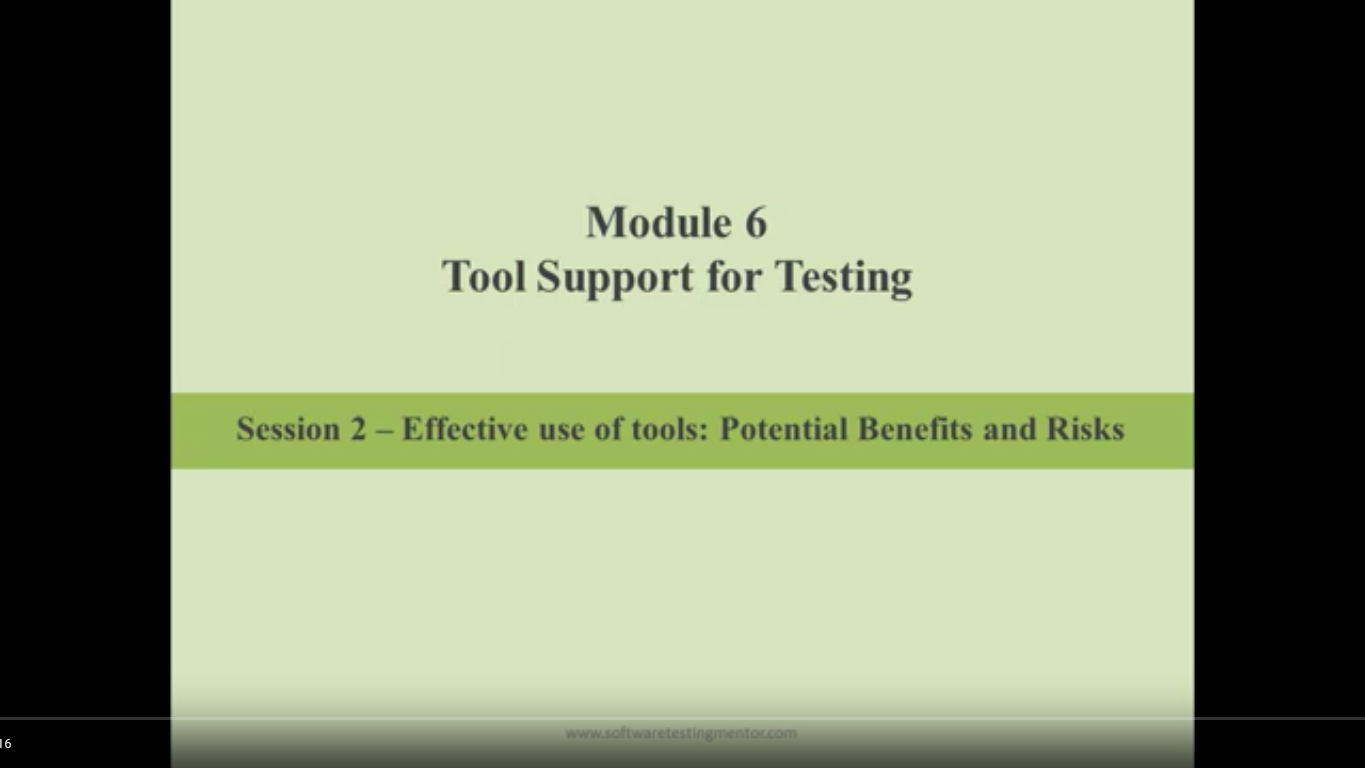 Module 6
Tool Support for Testing
Session 2 – Effective use of tools: Potential Benefits and Risks
www.softwaretestingmentor.com
16